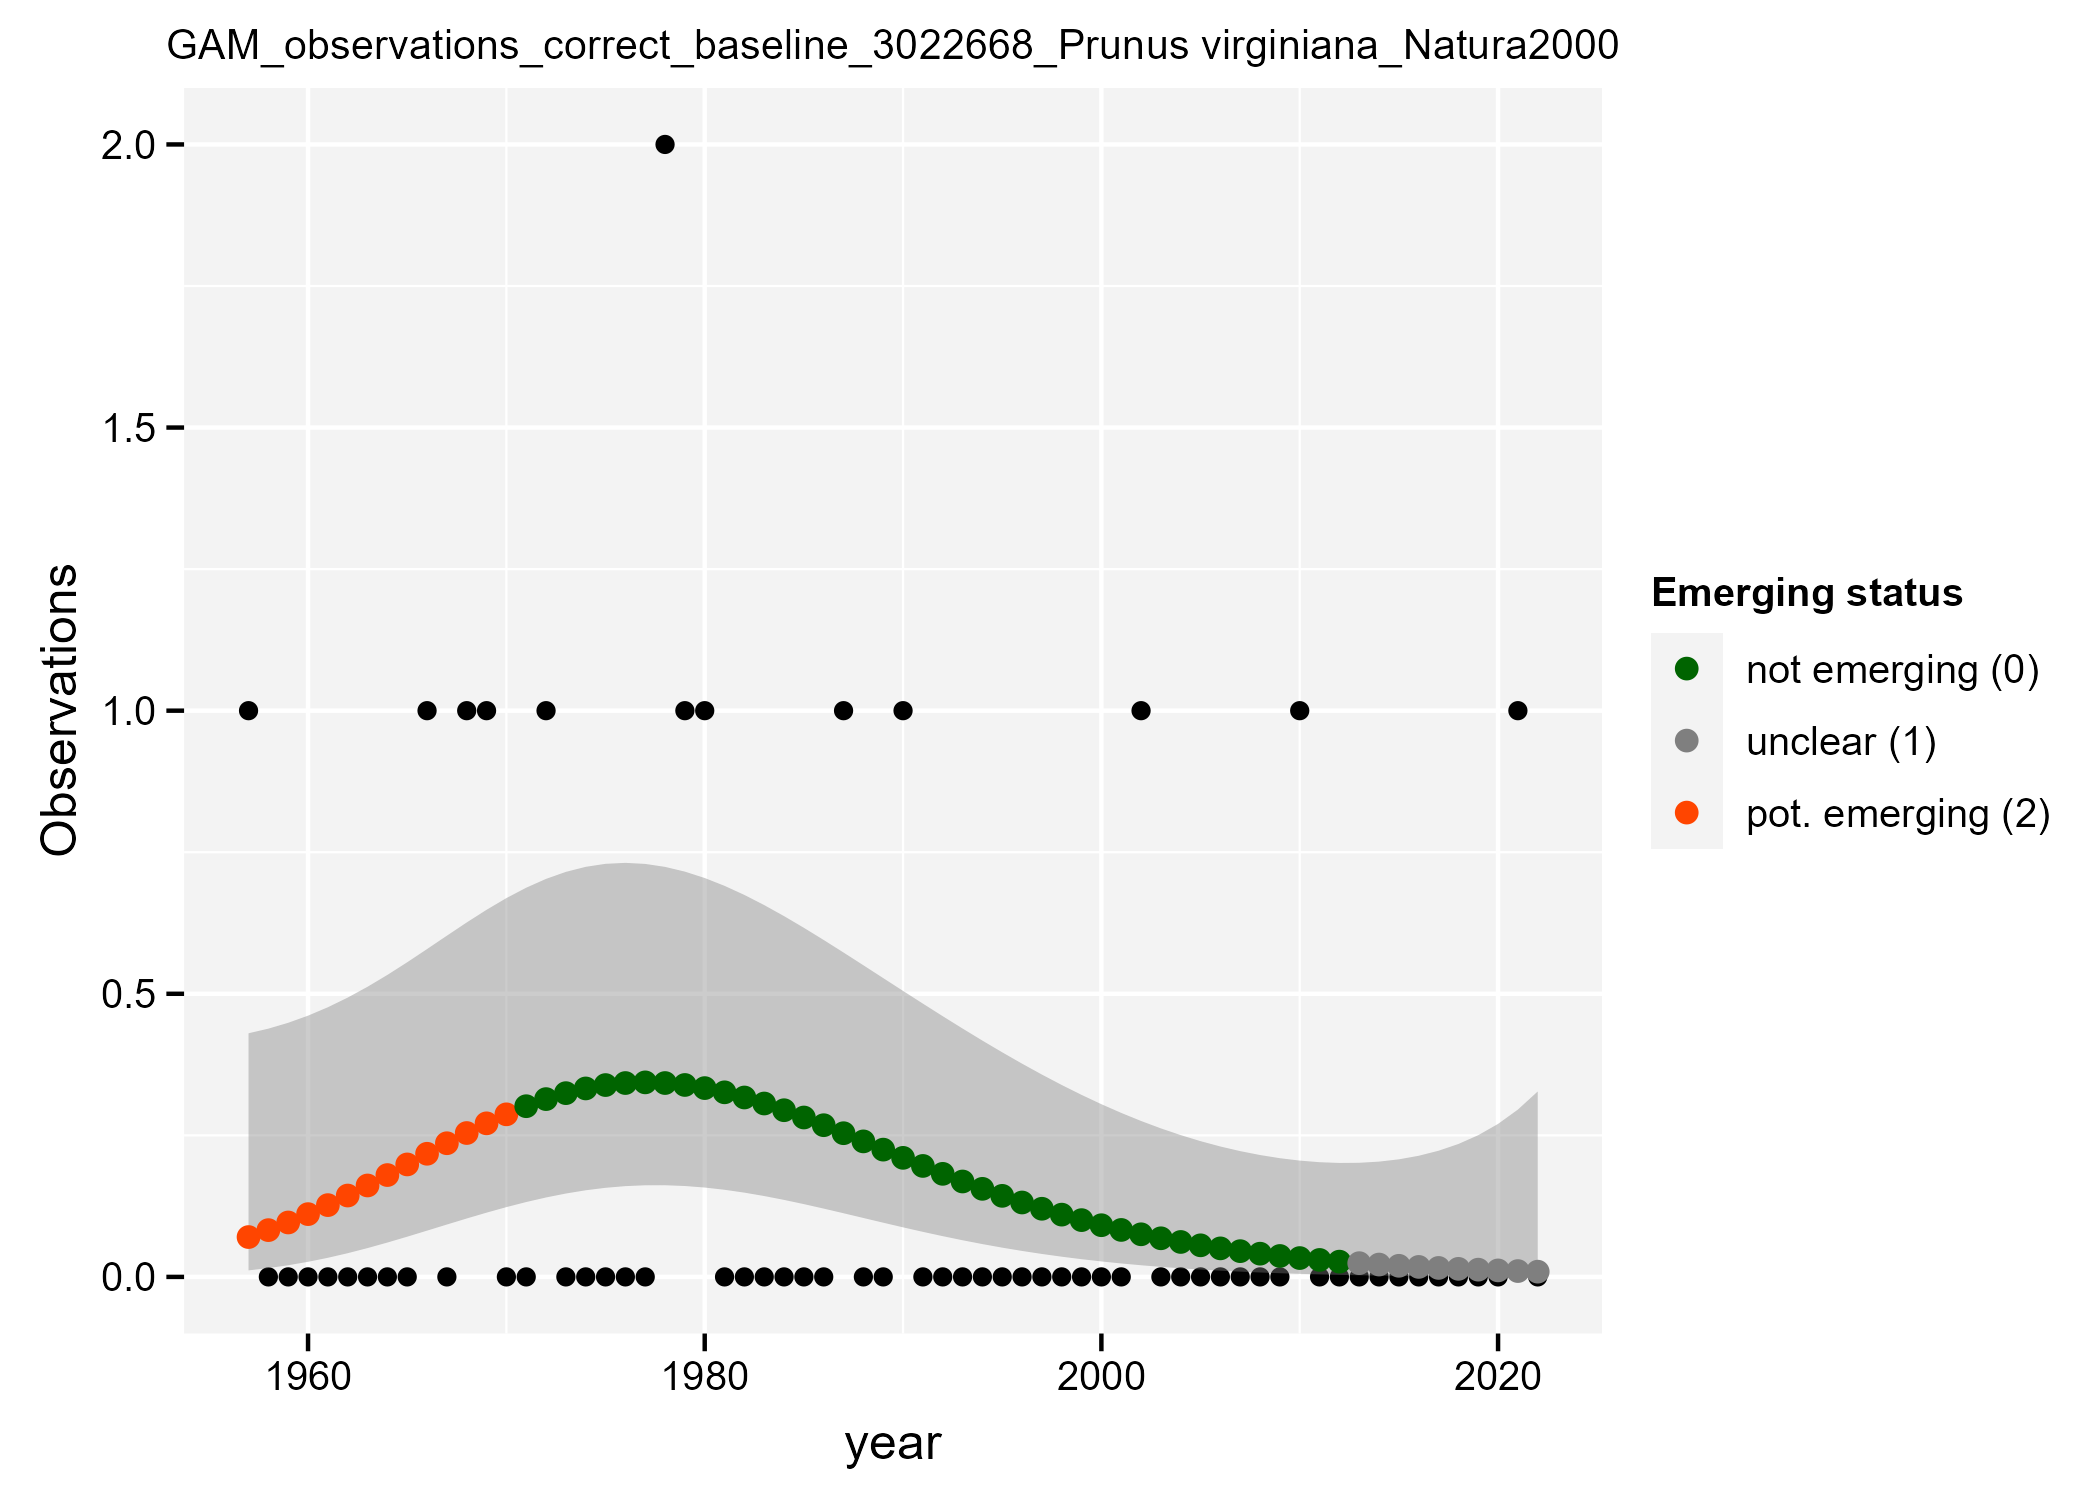 GAM_observations_correct_baseline_3022668_Prunus virginiana_Natura2000
2.0
1.5
1.0
0.5
0.0
Observations
1960
1980
2000
2020
year
Emerging status
not emerging (0)
unclear (1)
pot. emerging (2)